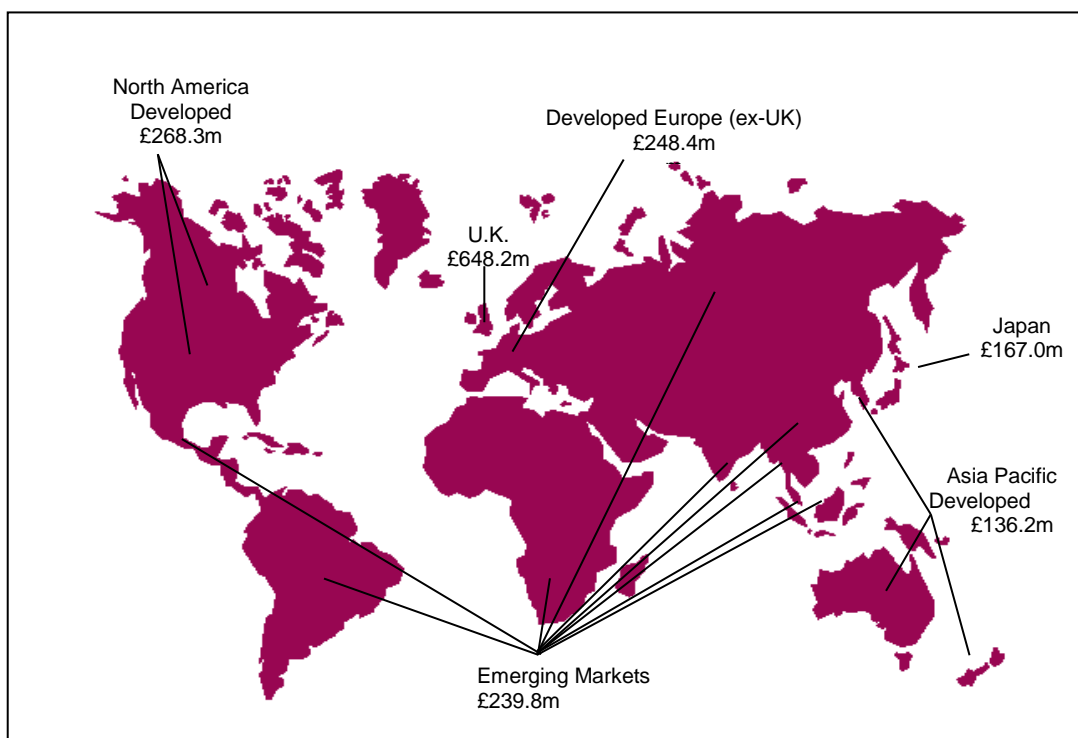 North America
Developed
£268.3m
Developed Europe (ex-UK)
£248.4m
U.K.
£648.2m
Japan
£167.0m
Asia Pacific
Developed
£136.2m
Emerging Markets
£239.8m